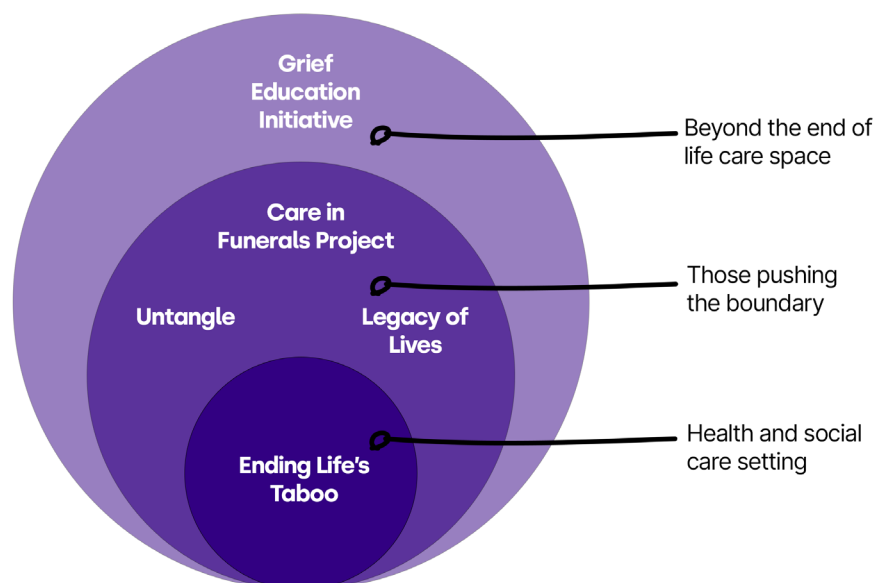 Grief
Education
Initiative
Beyond the end of
life care space
Care in
Funerals Project
Those pushing
the boundary
Untangle
Legacy of
Lives
Health and social
care setting
Ending Life's
Taboo